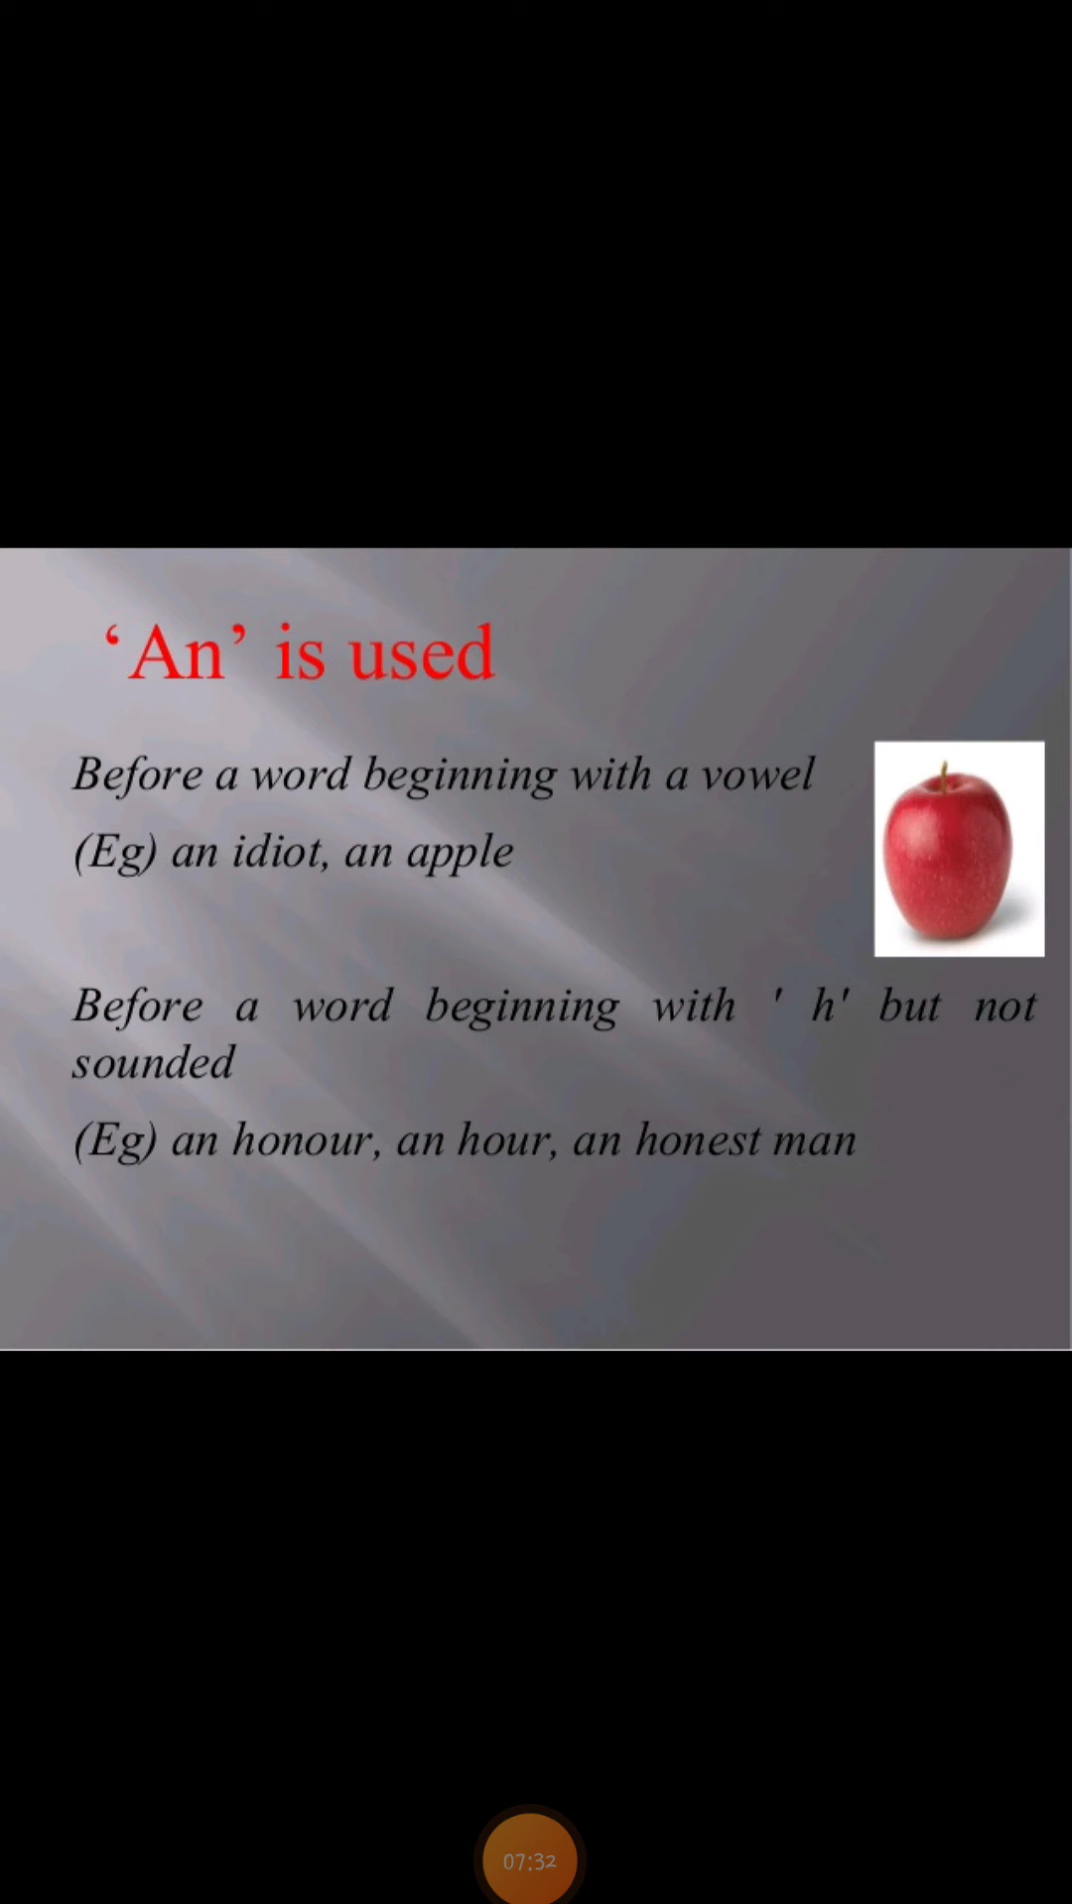 ‘An’ is used
Before a word beginning with a vowel
(Eg) an idiot, an apple
Before a word beginning with ' h' but not
sounded
(Eg) an honour, an hour, an honest man
07:32